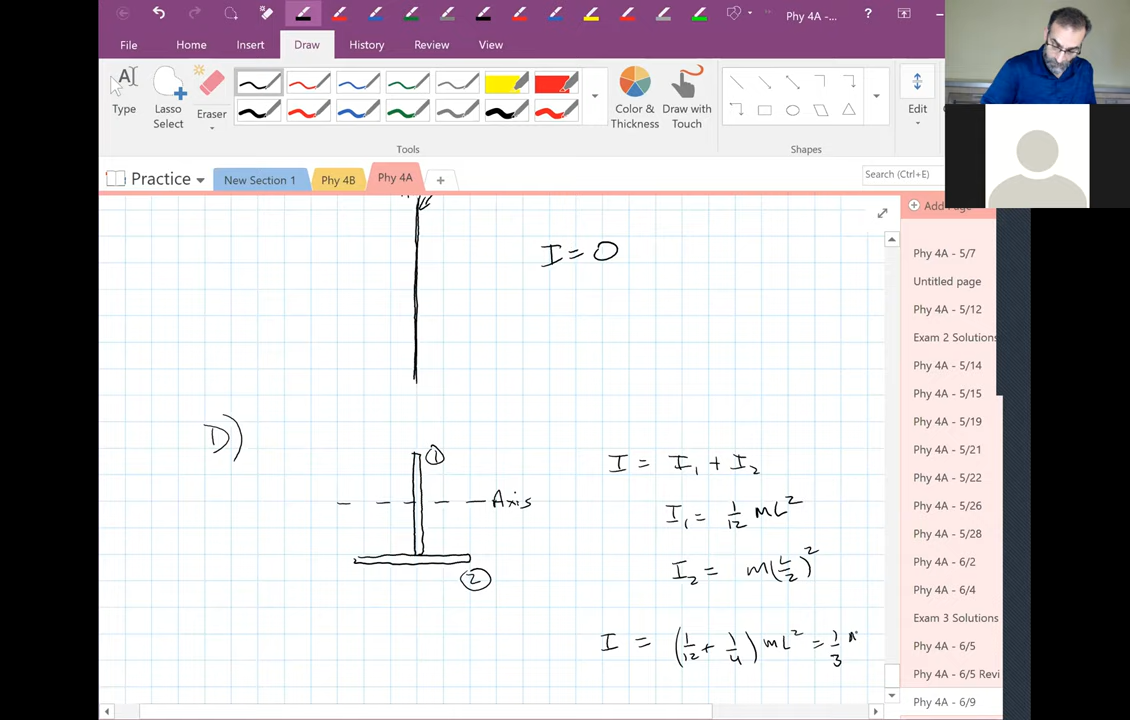 Phy 4A -...
?
File
Home
Insert
Draw
History
Review
View
Type
Lasso
Select
Eraser
Color &
Thickness
Draw with
Touch
Edit
Tools
Shapes
Practice
New Section 1
Phy 4B
Phy 4A
+
Search (Ctrl+E)
Add Page
Phy 4A - 5/7
Untitled page
Phy 4A - 5/12
Exam 2 Solutions
Phy 4A - 5/14
Phy 4A - 5/15
Phy 4A - 5/19
Phy 4A - 5/21
Phy 4A - 5/22
Phy 4A - 5/26
Phy 4A - 5/28
Phy 4A - 6/2
Phy 4A - 6/4
Exam 3 Solutions
Phy 4A - 6/5
Phy 4A - 6/5 Revi
Phy 4A - 6/9
I = 0
D)
①
Axis
②
I = I₁ + I₂
I₁ = 1/12 mL²
I₂ = m(L/2)²
I = (1/12 + 1/4) mL² = 1/3 m